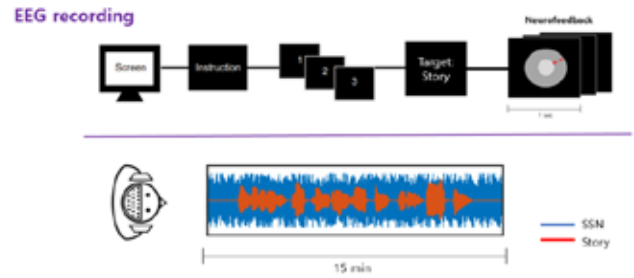 EEG recording
Neurofeedback
Screen
Instruction
1
2
3
Target:
Story
1 sec
SSN
Story
15 min